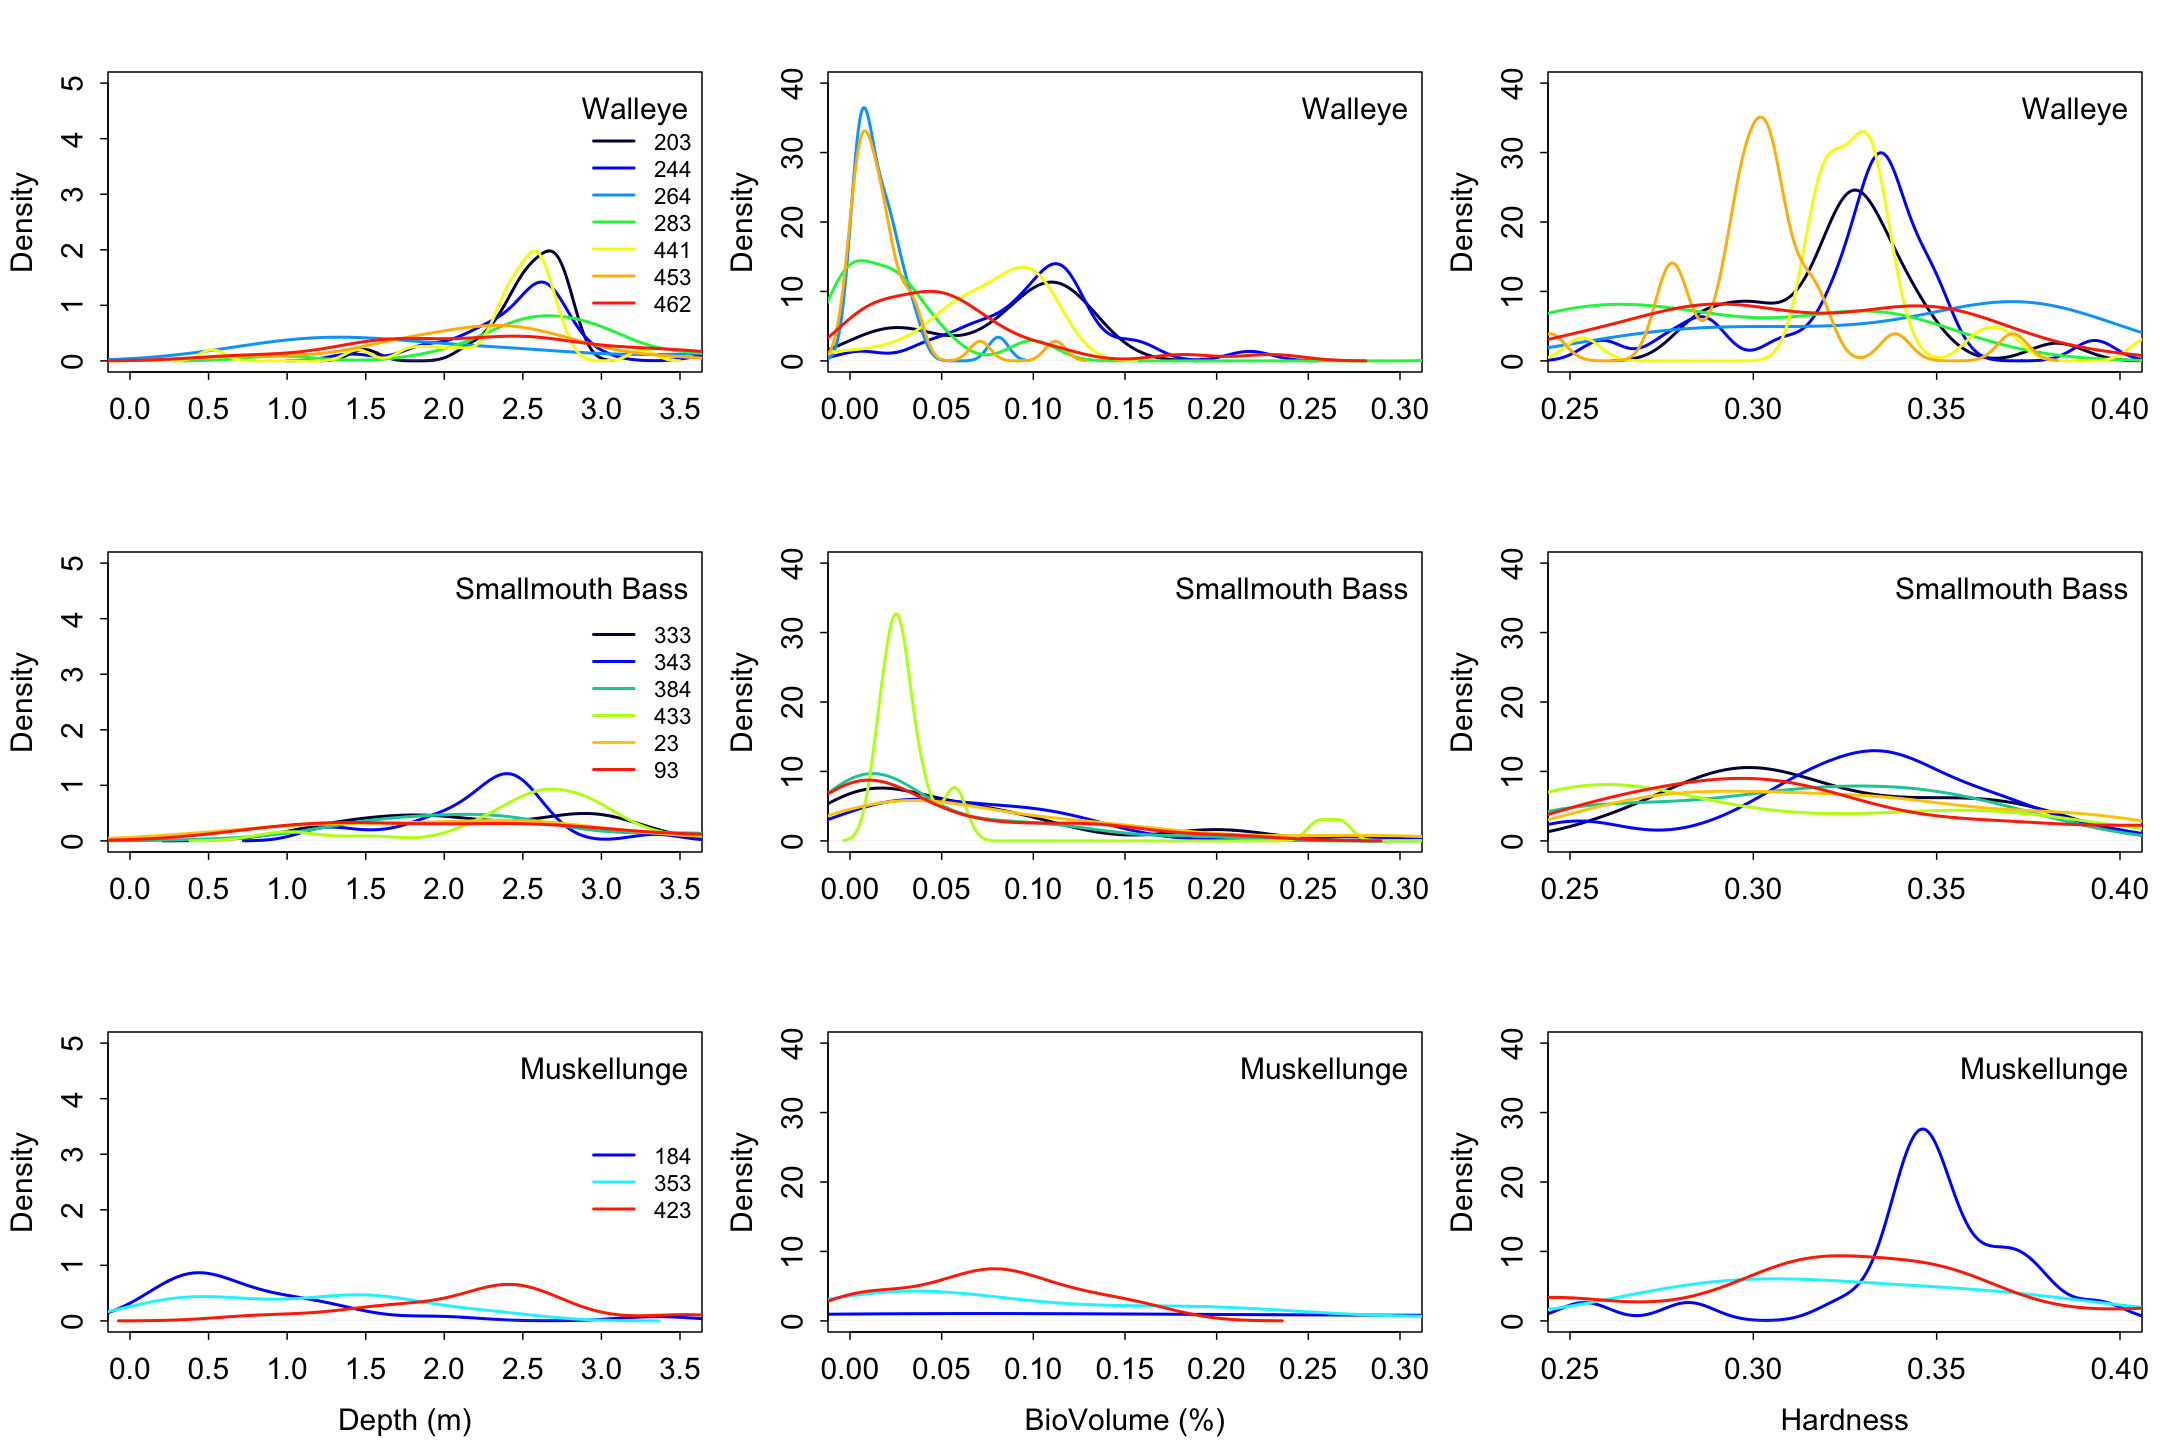 Walleye
203
244
264
283
441
453
462
Density
5
4
3
2
1
0
0.0 0.5 1.0 1.5 2.0 2.5 3.0 3.5
Walleye
Density
40
30
20
10
0
0.00 0.05 0.10 0.15 0.20 0.25 0.30
Walleye
Density
40
30
20
10
0
0.25 0.30 0.35 0.40
Smallmouth Bass
333
343
384
433
23
93
Density
5
4
3
2
1
0
0.0 0.5 1.0 1.5 2.0 2.5 3.0 3.5
Smallmouth Bass
Density
40
30
20
10
0
0.00 0.05 0.10 0.15 0.20 0.25 0.30
Smallmouth Bass
Density
40
30
20
10
0
0.25 0.30 0.35 0.40
Muskellunge
184
353
423
Density
5
4
3
2
1
0
0.0 0.5 1.0 1.5 2.0 2.5 3.0 3.5
Depth (m)
Muskellunge
Density
40
30
20
10
0
0.00 0.05 0.10 0.15 0.20 0.25 0.30
BioVolume (%)
Muskellunge
Density
40
30
20
10
0
0.25 0.30 0.35 0.40
Hardness